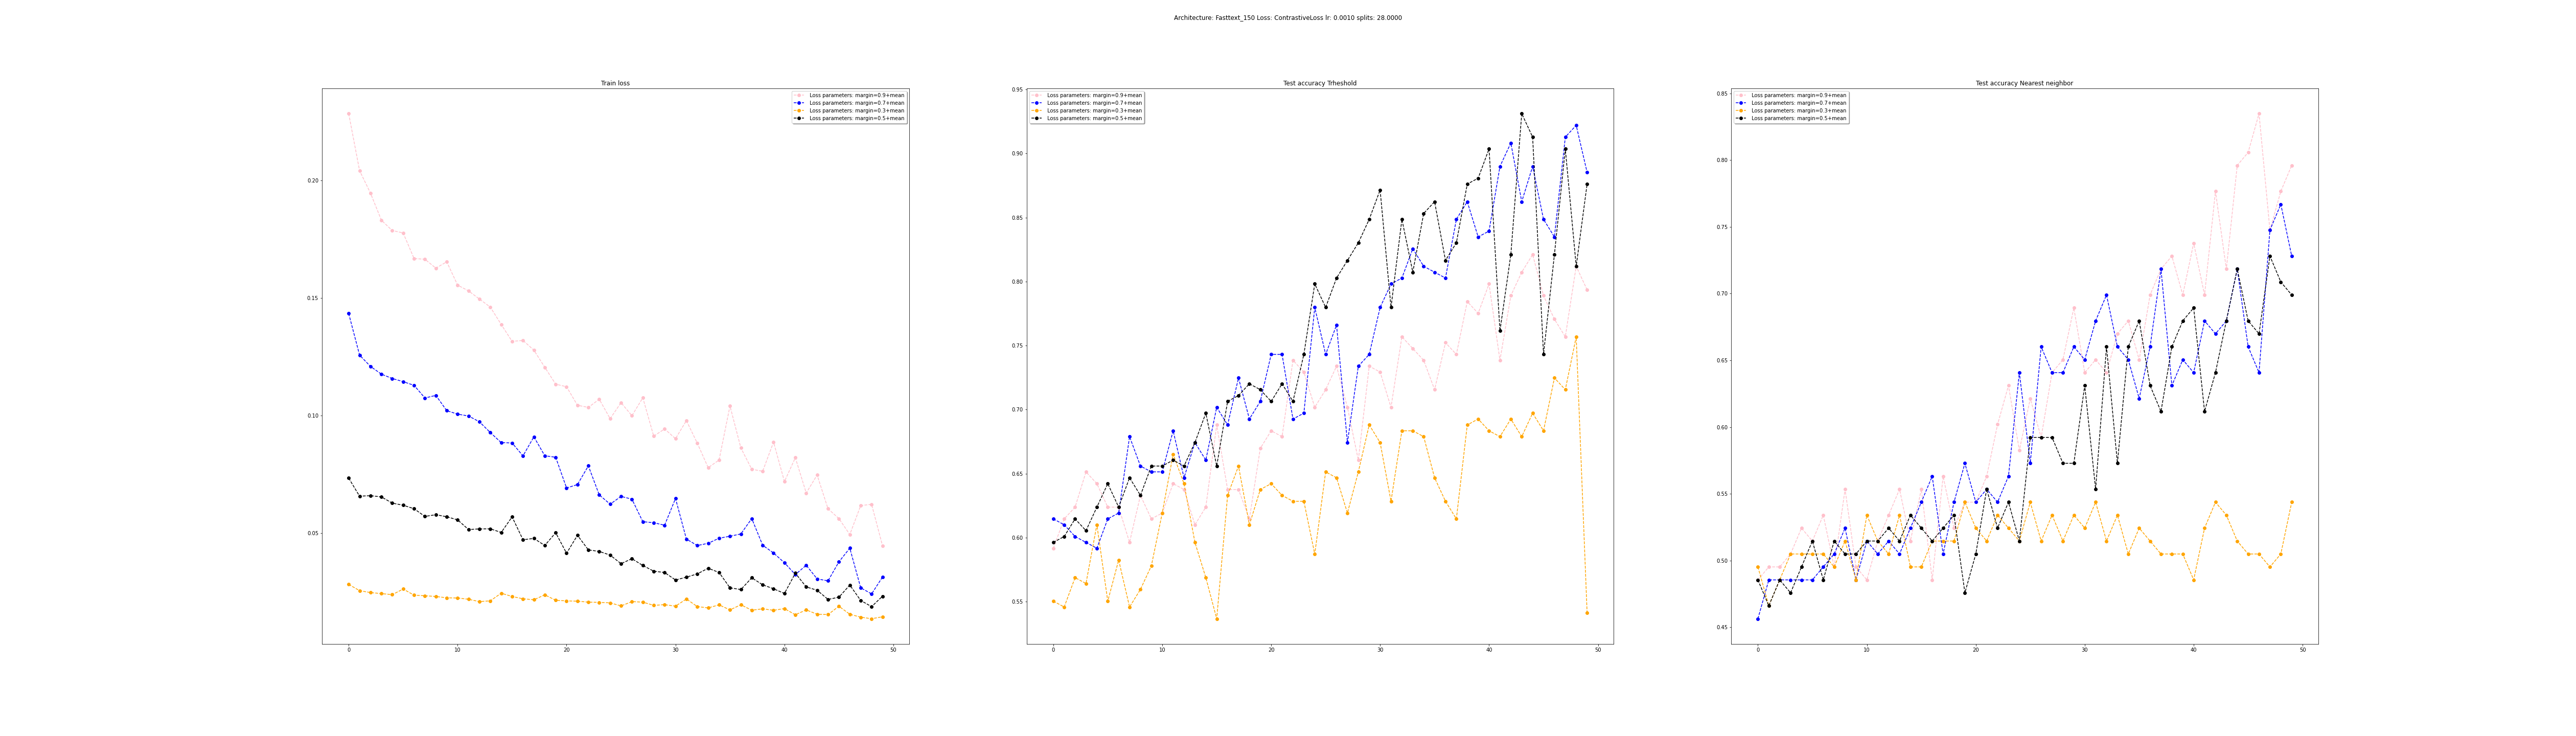 Architecture: Fasttext_150 Loss: ContrastiveLoss lr: 0.0010 splits: 28.0000
Train loss
Loss parameters: margin=0.9+mean
Loss parameters: margin=0.7+mean
Loss parameters: margin=0.3+mean
Loss parameters: margin=0.5+mean
0.20
0.15
0.10
0.05
0 10 20 30 40 50
Test accuracy Trheshold
Loss parameters: margin=0.9+mean
Loss parameters: margin=0.7+mean
Loss parameters: margin=0.3+mean
Loss parameters: margin=0.5+mean
0.95
0.90
0.85
0.80
0.75
0.70
0.65
0.60
0.55
0 10 20 30 40 50
Test accuracy Nearest neighbor
Loss parameters: margin=0.9+mean
Loss parameters: margin=0.7+mean
Loss parameters: margin=0.3+mean
Loss parameters: margin=0.5+mean
0.85
0.80
0.75
0.70
0.65
0.60
0.55
0.50
0.45
0 10 20 30 40 50